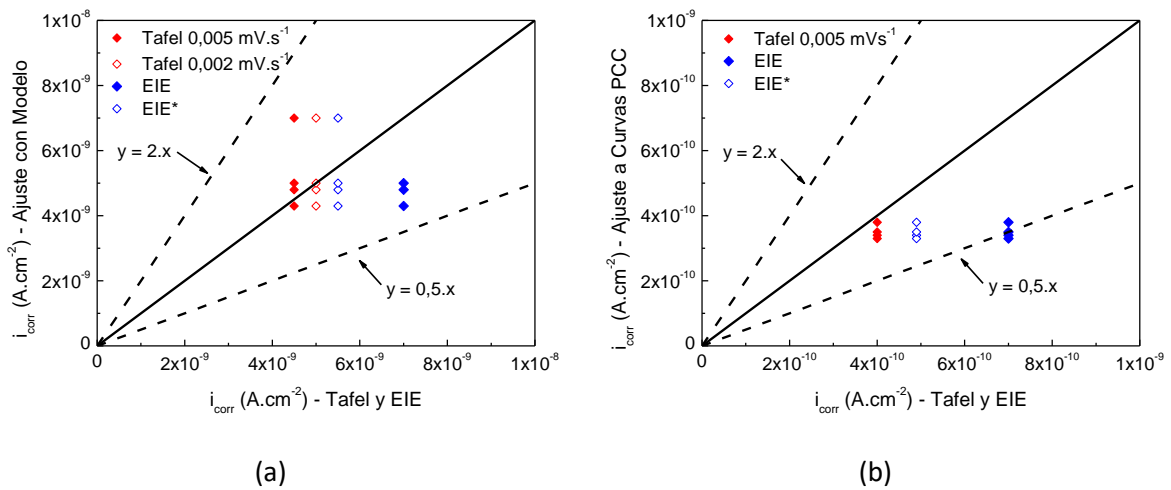 1x10⁻⁸
8x10⁻⁹
6x10⁻⁹
4x10⁻⁹
2x10⁻⁹
0
i_corr (A.cm⁻²) - Ajuste con Modelo
Tafel 0,005 mV.s⁻¹
Tafel 0,002 mV.s⁻¹
EIE
EIE*
y = 2.x
y = 0,5.x
0 2x10⁻⁹ 4x10⁻⁹ 6x10⁻⁹ 8x10⁻⁹ 1x10⁻⁸
i_corr (A.cm⁻²) - Tafel y EIE
(a)
1x10⁻⁹
8x10⁻¹⁰
6x10⁻¹⁰
4x10⁻¹⁰
2x10⁻¹⁰
0
i_corr (A.cm⁻²) - Ajuste a Curvas PCC
Tafel 0,005 mVs⁻¹
EIE
EIE*
y = 2.x
y = 0,5.x
0 2x10⁻¹⁰ 4x10⁻¹⁰ 6x10⁻¹⁰ 8x10⁻¹⁰ 1x10⁻⁹
i_corr (A.cm⁻²) - Tafel y EIE
(b)